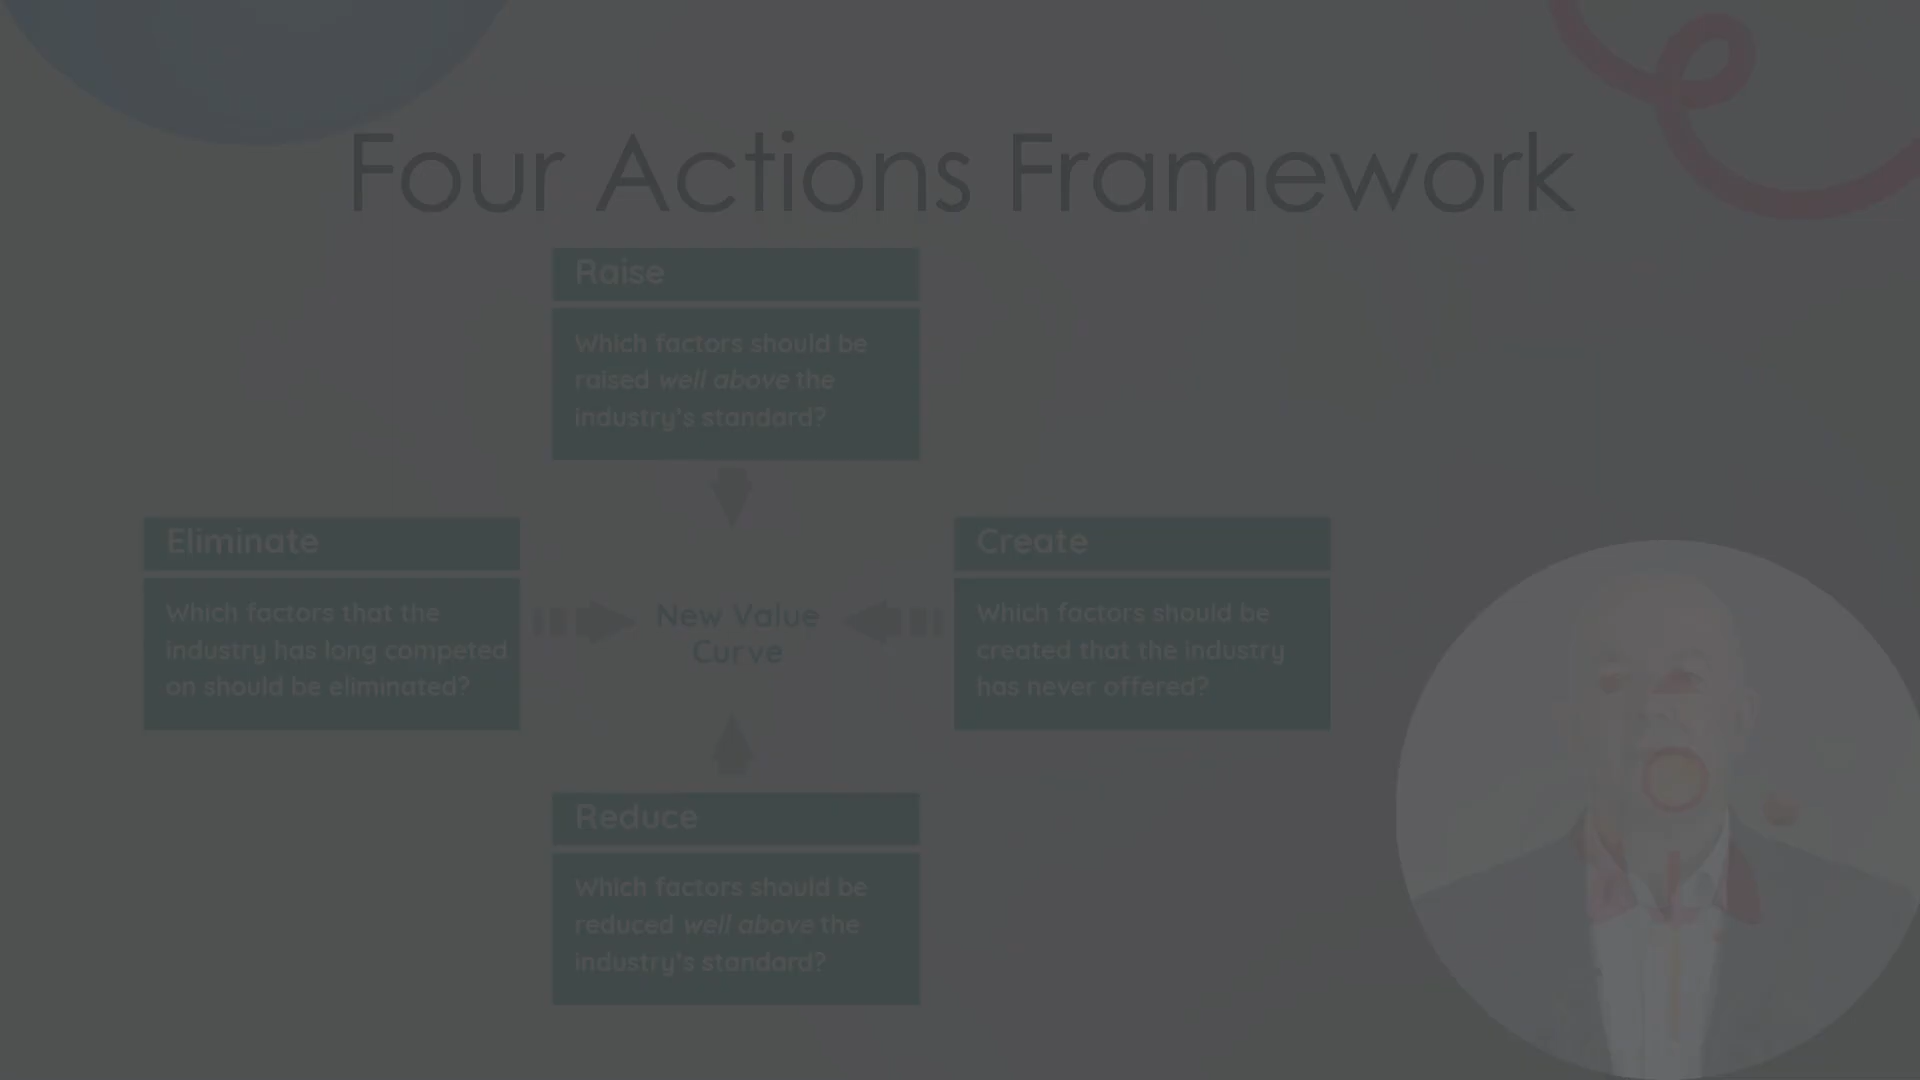 Four Actions Framework
Raise
Which factors should be
raised well above the
industry's standard?
Eliminate
Which factors that the
industry has long competed
on should be eliminated?
New Value
Curve
Create
Which factors should be
created that the industry
has never offered?
Reduce
Which factors should be
reduced well above the
industry's standard?